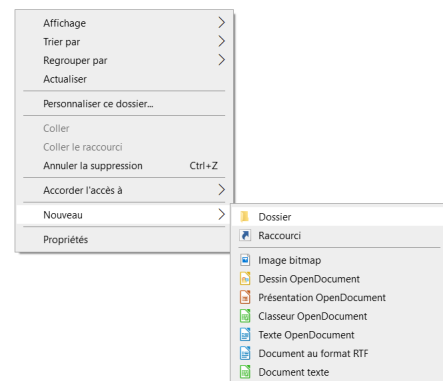 Affichage
Trier par
Regrouper par
Actualiser
Personnaliser ce dossier...
Coller
Coller le raccourci
Annuler la suppression Ctrl+Z
Accorder l'accès à
Nouveau
Propriétés
Dossier
Raccourci
Image bitmap
Dessin OpenDocument
Présentation OpenDocument
Classeur OpenDocument
Texte OpenDocument
Document au format RTF
Document texte